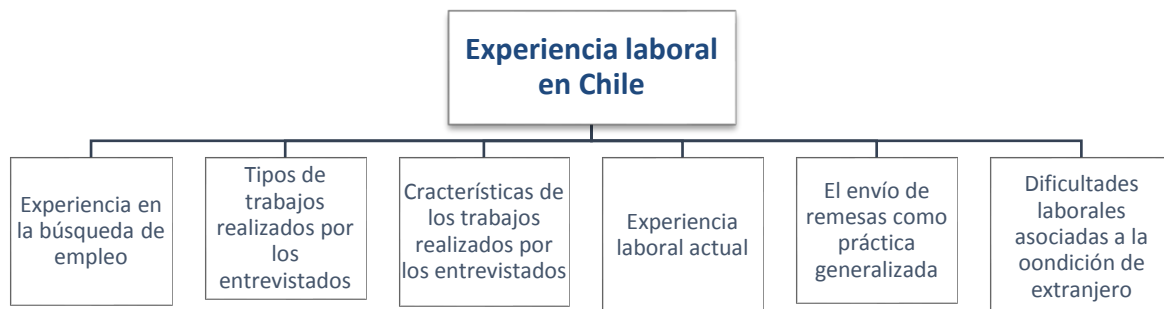 Experiencia laboral
en Chile
Experiencia en
la búsqueda de
empleo
Tipos de
trabajos
realizados por
los
entrevistados
Cracterísticas de
los trabajos
realizados por
los entrevistados
Experiencia
laboral actual
El envío de
remesas como
práctica
generalizada
Dificultades
laborales
asociadas a la
oondición de
extranjero